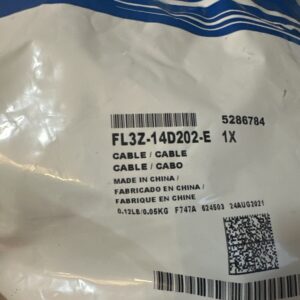 5286784
FL3Z-14D202-E 1X
CABLE / CABLE
CABLE / CABO
MADE IN CHINA /
FABRICADO EN CHINA /
FABRIQUE EN CHINE
0.12LB/0.05KG F747A 624503 24AUG2021